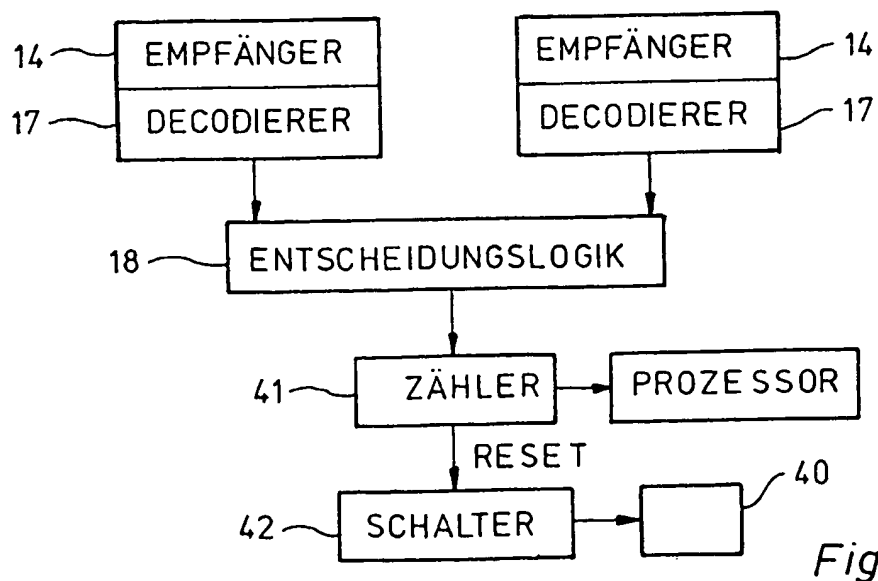 14 EMPFÄNGER EMPFÄNGER 14
17 DECODIERER DECODIERER 17
18 ENTSCHEIDUNGSLOGIK
41 ZÄHLER PROZESSOR
RESET
42 SCHALTER 40
Fig